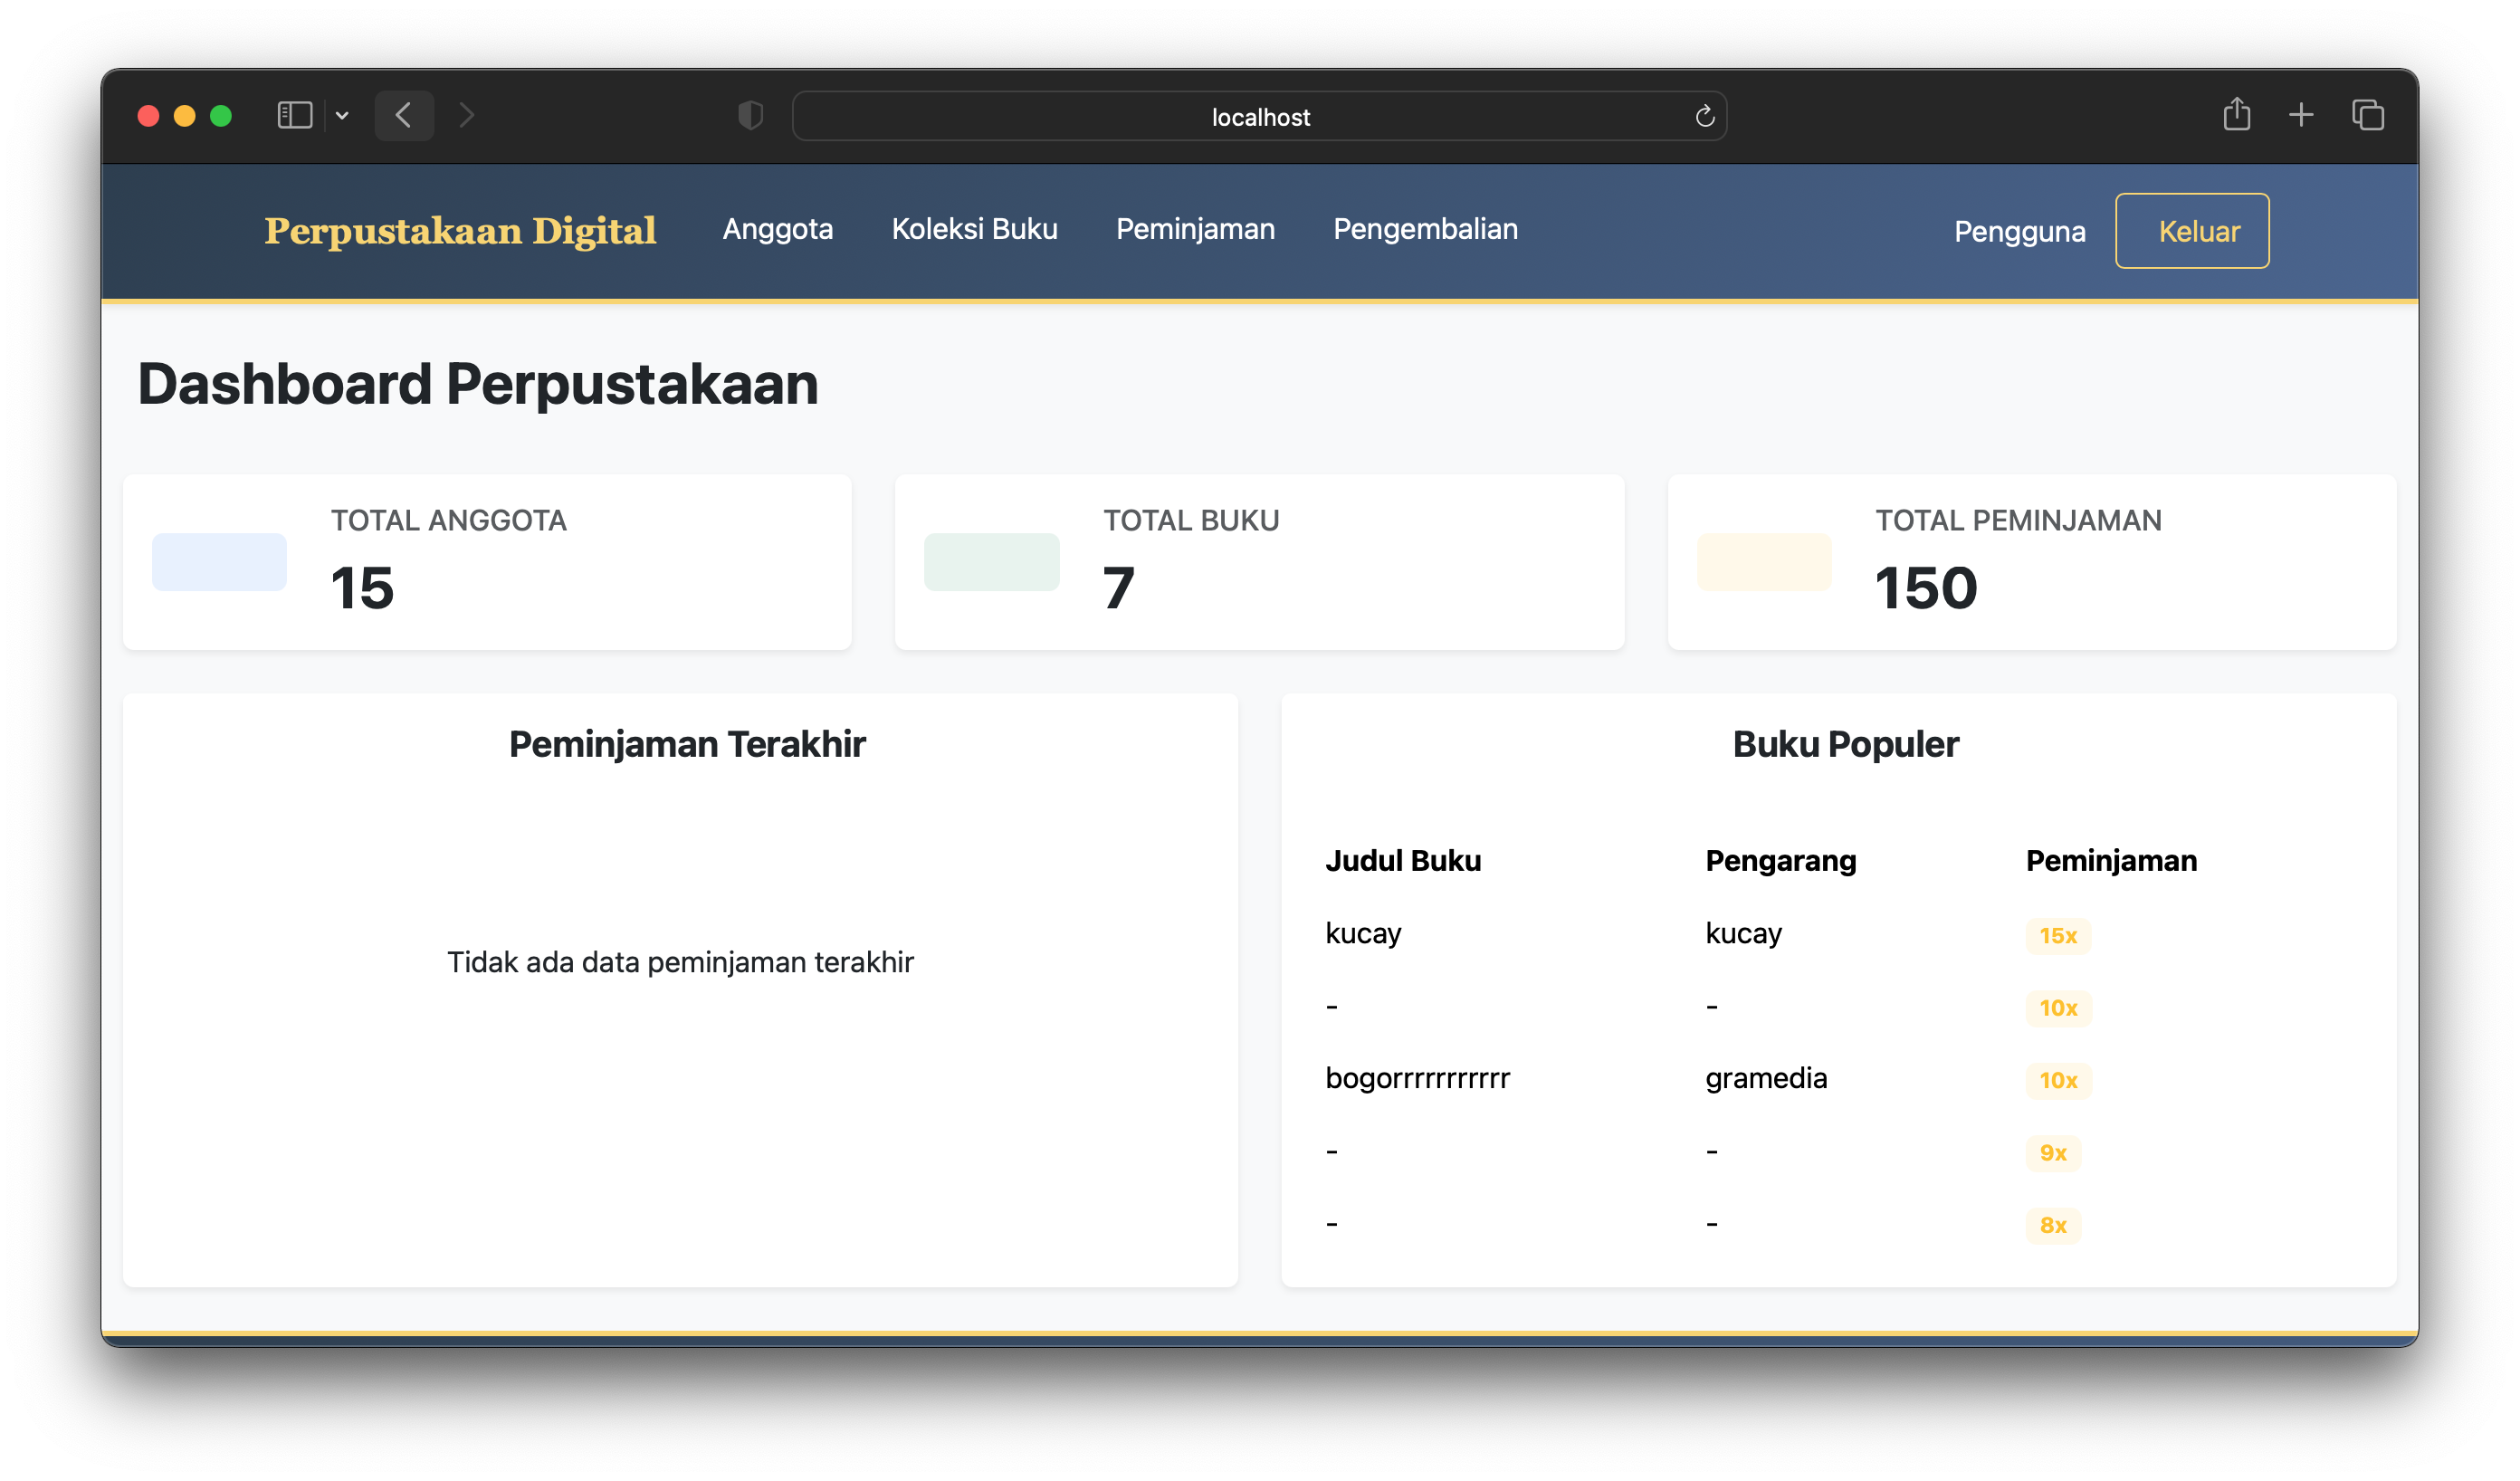 localhost
Perpustakaan Digital Anggota Koleksi Buku Peminjaman Pengembalian Pengguna Keluar
Dashboard Perpustakaan
TOTAL ANGGOTA
15
TOTAL BUKU
7
TOTAL PEMINJAMAN
150
Peminjaman Terakhir
Tidak ada data peminjaman terakhir
Buku Populer
Judul Buku Pengarang Peminjaman
kucay kucay 15x
- - 10x
bogorrrrrrrrrrr gramedia 10x
- - 9x
- - 8x